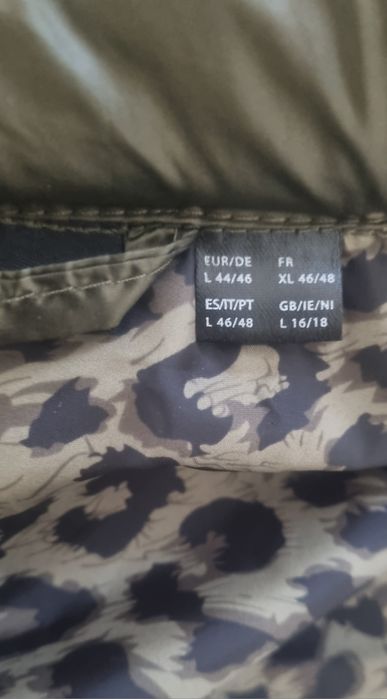 EUR/DE FR
L 44/46 XL 46/48
ES/IT/PT GB/IE/NI
L 46/48 L 16/18